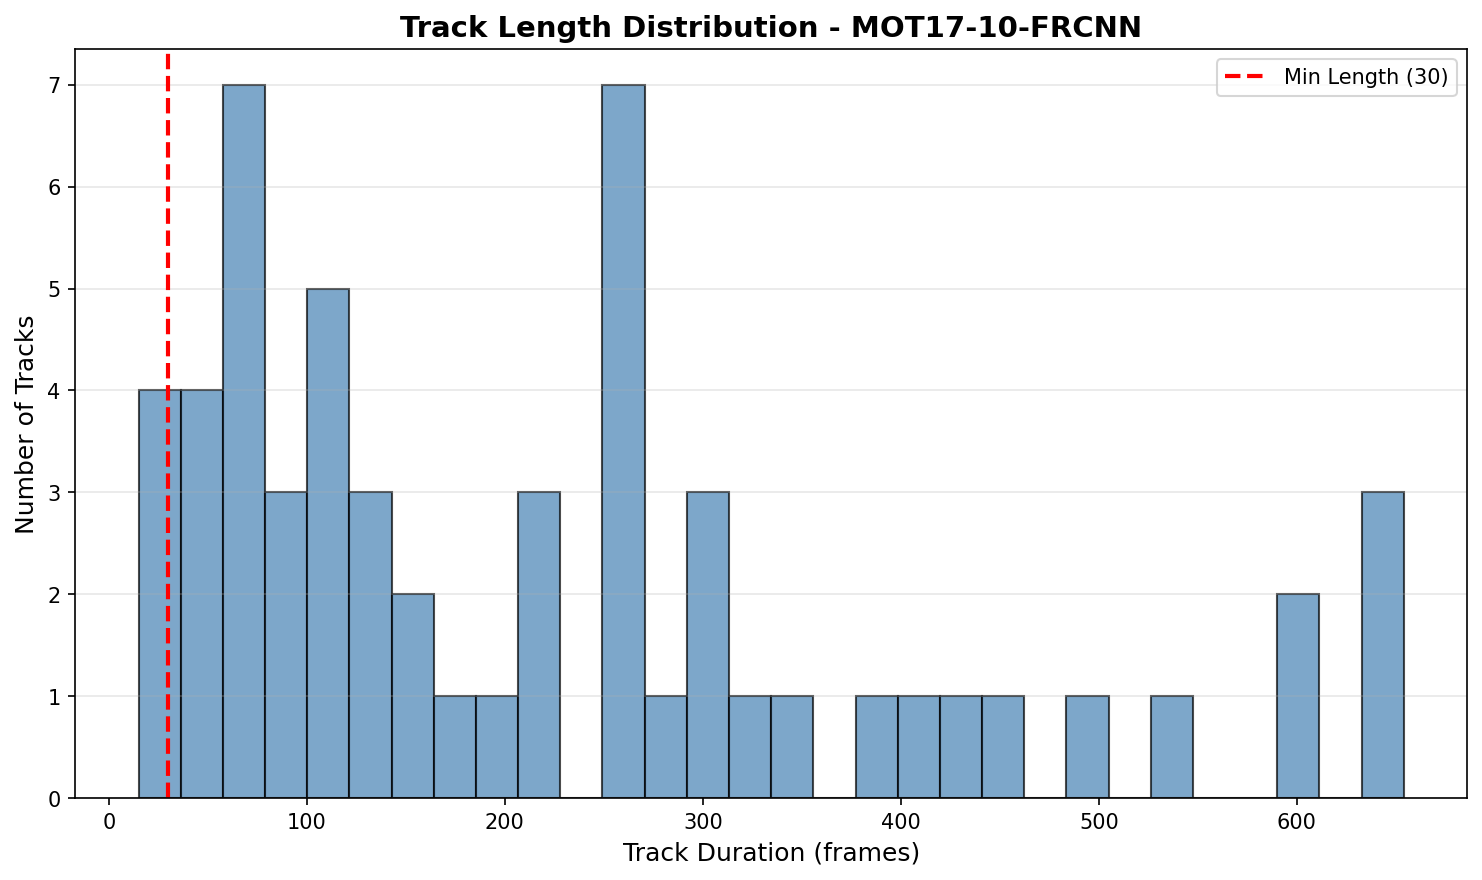 Track Length Distribution - MOT17-10-FRCNN
Min Length (30)
Number of Tracks
7
6
5
4
3
2
1
0
0 100 200 300 400 500 600
Track Duration (frames)